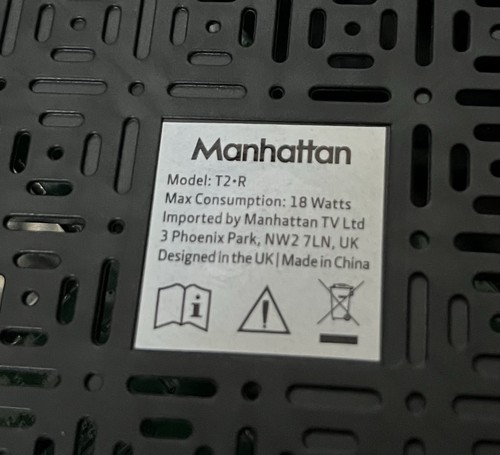 Manhattan
Model: T2•R
Max Consumption: 18 Watts
Imported by Manhattan TV Ltd
3 Phoenix Park, NW2 7LN, UK
Designed in the UK | Made in China